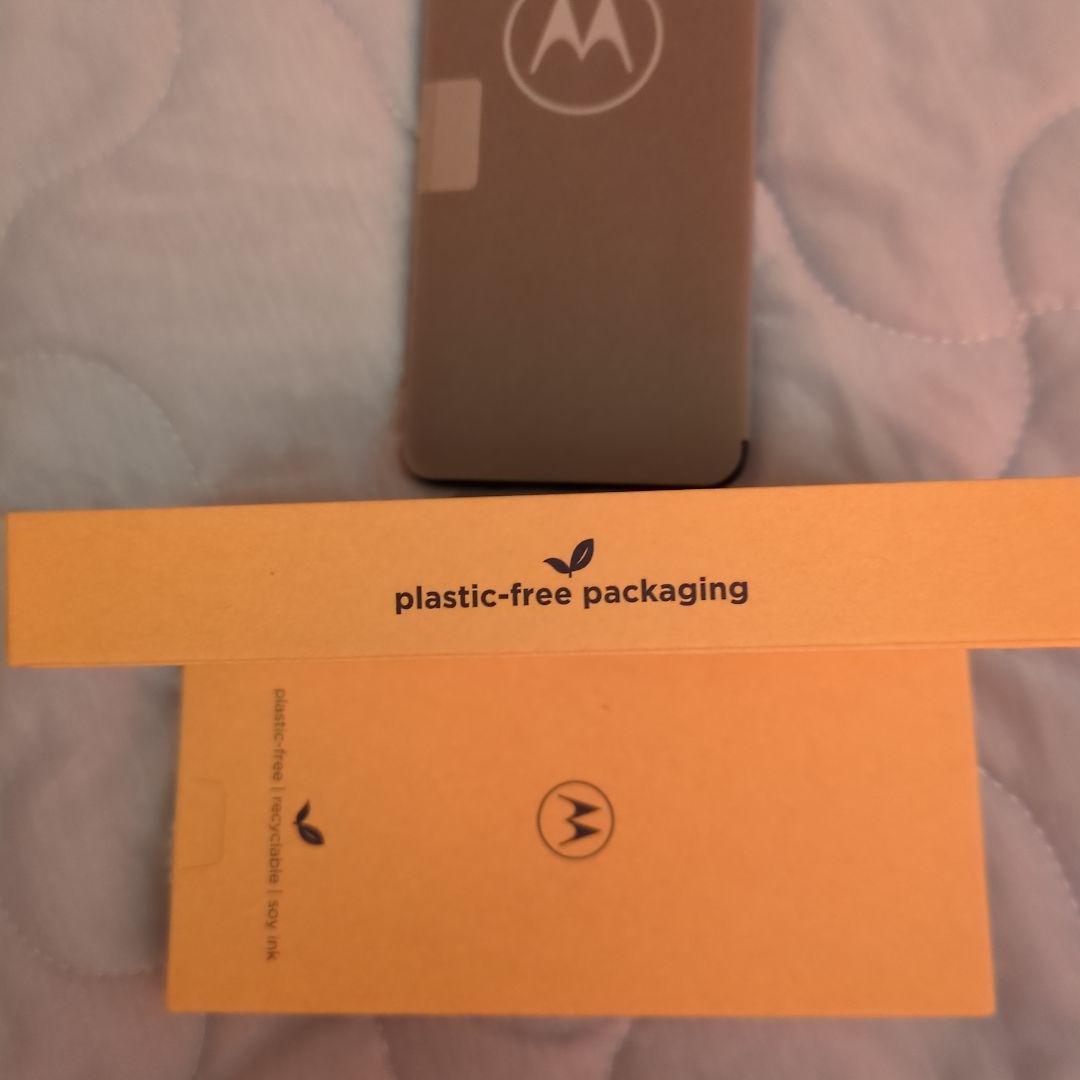 plastic-free packaging
plastic-free | recyclable | soy ink